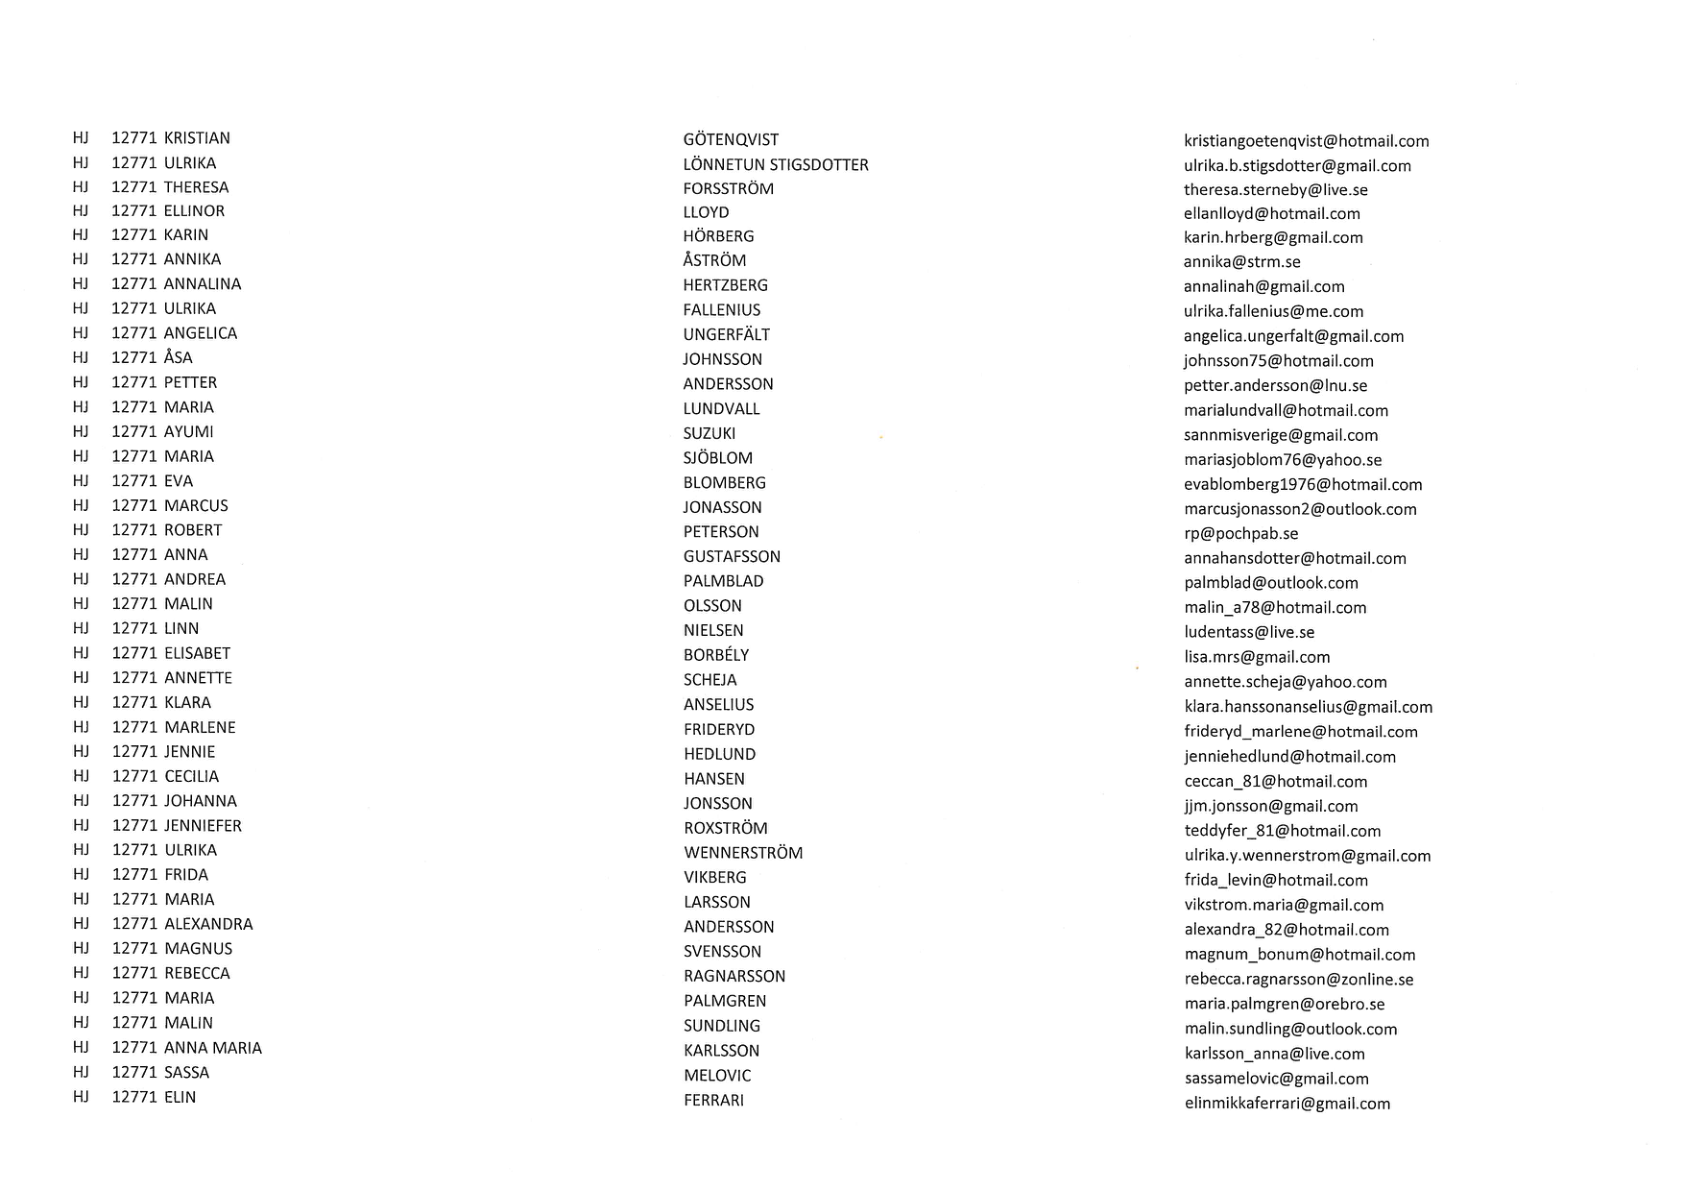 HJ 12771 KRISTIAN GÖTENQVIST kristiangoetenqvist@hotmail.com
HJ 12771 ULRIKA LÖNNETUN STIGSDOTTER ulrika.b.stigsdotter@gmail.com
HJ 12771 THERESA FORSSTRÖM theresa.sterneby@live.se
HJ 12771 ELLINOR LLOYD ellanlloyd@hotmail.com
HJ 12771 KARIN HÖRBERG karin.hrberg@gmail.com
HJ 12771 ANNIKA ÅSTRÖM annika@strm.se
HJ 12771 ANNALINA HERTZBERG annalinah@gmail.com
HJ 12771 ULRIKA FALLENIUS ulrika.fallenius@me.com
HJ 12771 ANGELICA UNGERFÄLT angelica.ungerfalt@gmail.com
HJ 12771 ÅSA JOHNSSON johnsson75@hotmail.com
HJ 12771 PETTER ANDERSSON petter.andersson@lnu.se
HJ 12771 MARIA LUNDVALL marialundvall@hotmail.com
HJ 12771 AYUMI SUZUKI sannmisverige@gmail.com
HJ 12771 MARIA SJÖBLOM mariasjoblom76@yahoo.se
HJ 12771 EVA BLOMBERG evablomberg1976@hotmail.com
HJ 12771 MARCUS JONASSON marcusjonasson2@outlook.com
HJ 12771 ROBERT PETERSON rp@pochpab.se
HJ 12771 ANNA GUSTAFSSON annahansdotter@hotmail.com
HJ 12771 ANDREA PALMBLAD palmblad@outlook.com
HJ 12771 MALIN OLSSON malin_a78@hotmail.com
HJ 12771 LINN NIELSEN ludentass@live.se
HJ 12771 ELISABET BORBÉLY lisa.mrs@gmail.com
HJ 12771 ANNETTE SCHEJA annette.scheja@yahoo.com
HJ 12771 KLARA ANSELIUS klara.hanssonanselius@gmail.com
HJ 12771 MARLENE FRIDERYD frideryd_marlene@hotmail.com
HJ 12771 JENNIE HEDLUND jenniehedlund@hotmail.com
HJ 12771 CECILIA HANSEN ceccan_81@hotmail.com
HJ 12771 JOHANNA JONSSON jjm.jonsson@gmail.com
HJ 12771 JENNIEFER ROXSTRÖM teddyfer_81@hotmail.com
HJ 12771 ULRIKA WENNERSTRÖM ulrika.y.wennerstrom@gmail.com
HJ 12771 FRIDA VIKBERG frida_levin@hotmail.com
HJ 12771 MARIA LARSSON vikstrom.maria@gmail.com
HJ 12771 ALEXANDRA ANDERSSON alexandra_82@hotmail.com
HJ 12771 MAGNUS SVENSSON magnum_bonum@hotmail.com
HJ 12771 REBECCA RAGNARSSON rebecca.ragnarsson@zonline.se
HJ 12771 MARIA PALMGREN maria.palmgren@orebro.se
HJ 12771 MALIN SUNDLING malin.sundling@outlook.com
HJ 12771 ANNA MARIA KARLSSON karlsson_anna@live.com
HJ 12771 SASSA MELOVIC sassamelovic@gmail.com
HJ 12771 ELIN FERRARI elinmikkaferrari@gmail.com